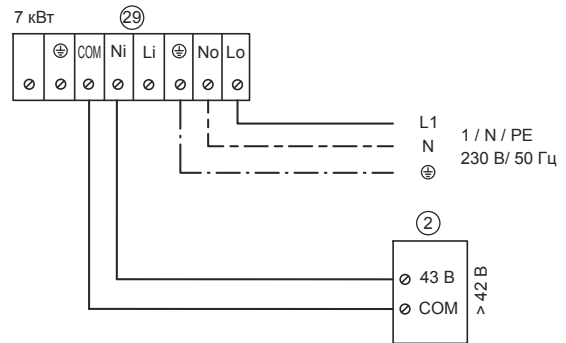 7 кВт
29
COM Ni Li No Lo
L1
N
1 / N / PE
230 В/ 50 Гц
2
43 В
COM
> 42 В